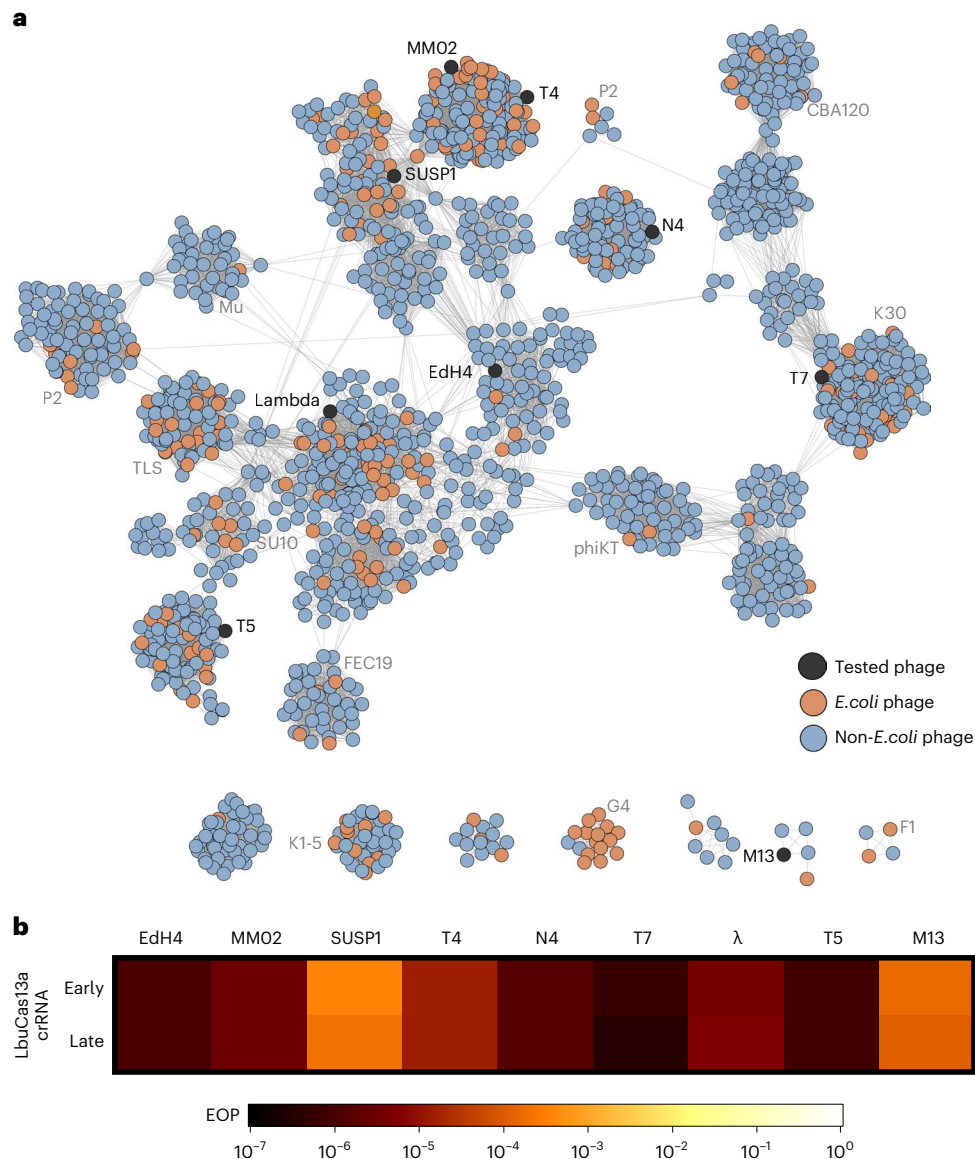 a
MM02
T4
P2
CBA120
SUSP1
N4
Mu
K30
EdH4
T7
P2
Lambda
TLS
SU10
phiKT
T5
FEC19
Tested phage
E.coli phage
Non-E.coli phage
K1-5
G4
M13
F1
b
EdH4 MM02 SUSP1 T4 N4 T7 λ T5 M13
LbuCas13a
crRNA
Early
Late
EOP
10⁻⁷ 10⁻⁶ 10⁻⁵ 10⁻⁴ 10⁻³ 10⁻² 10⁻¹ 10⁰